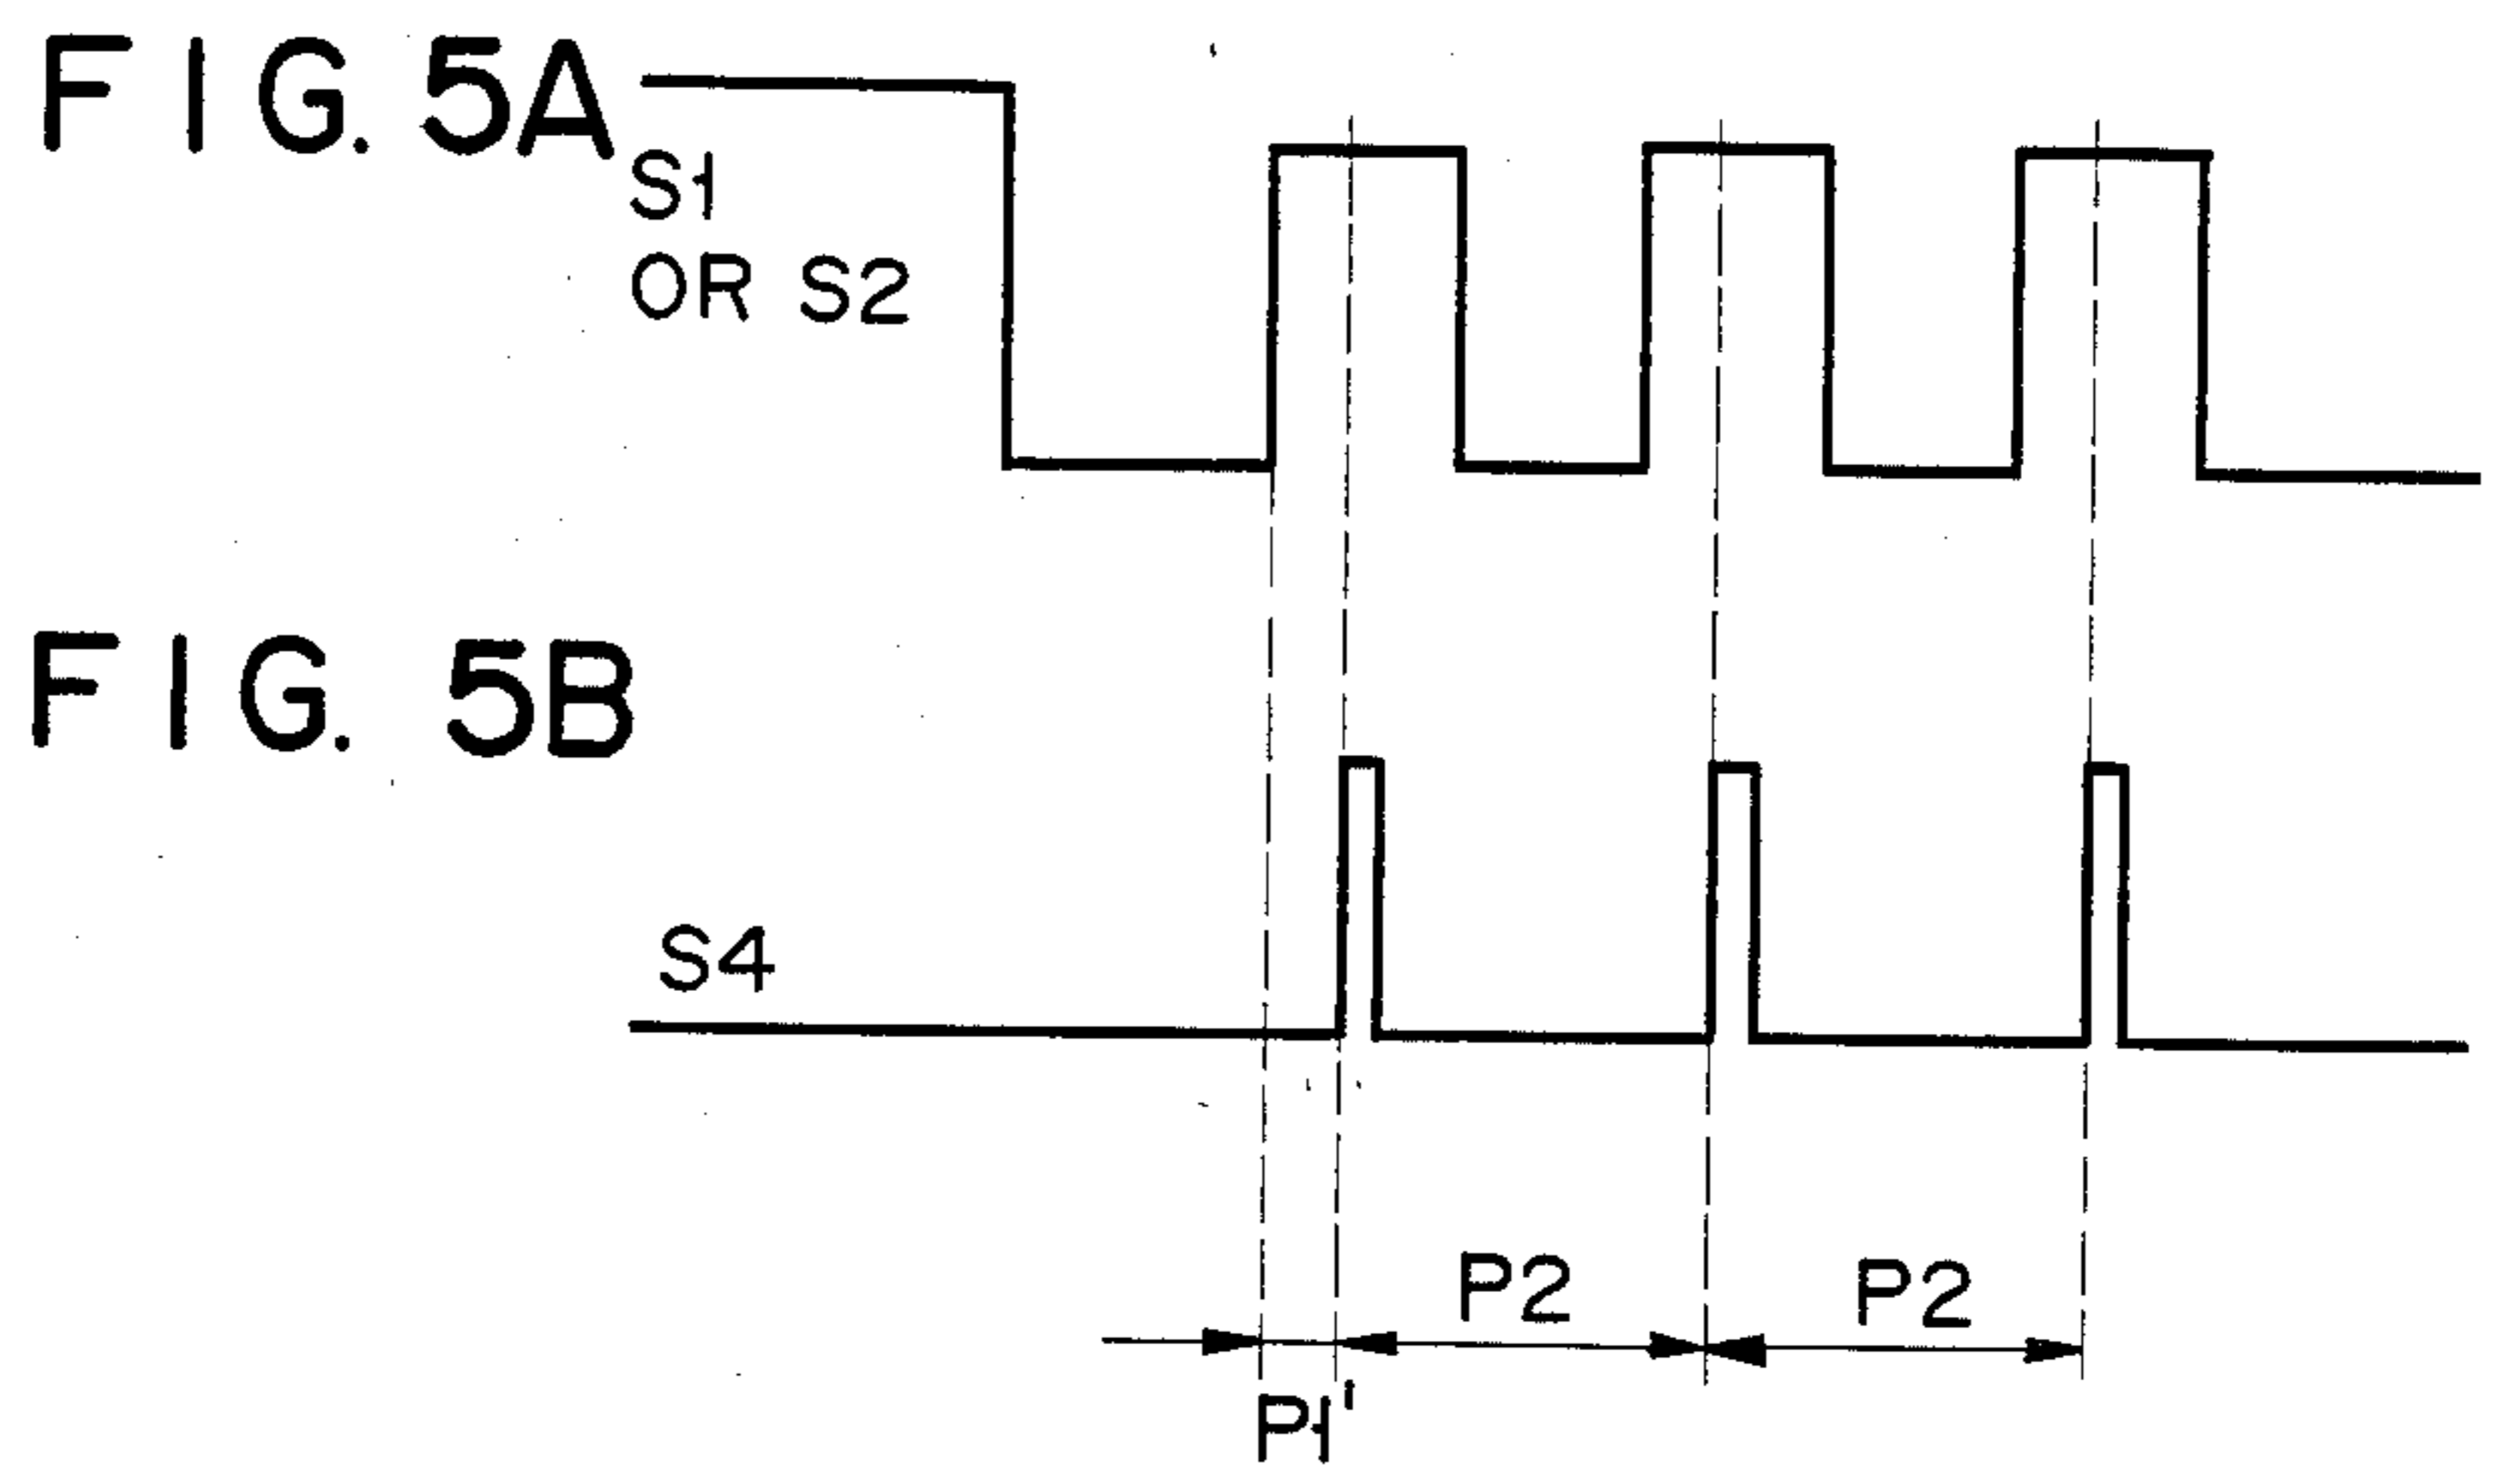 FIG. 5A
S1
OR S2
FIG. 5B
S4
P2 P2
P1'